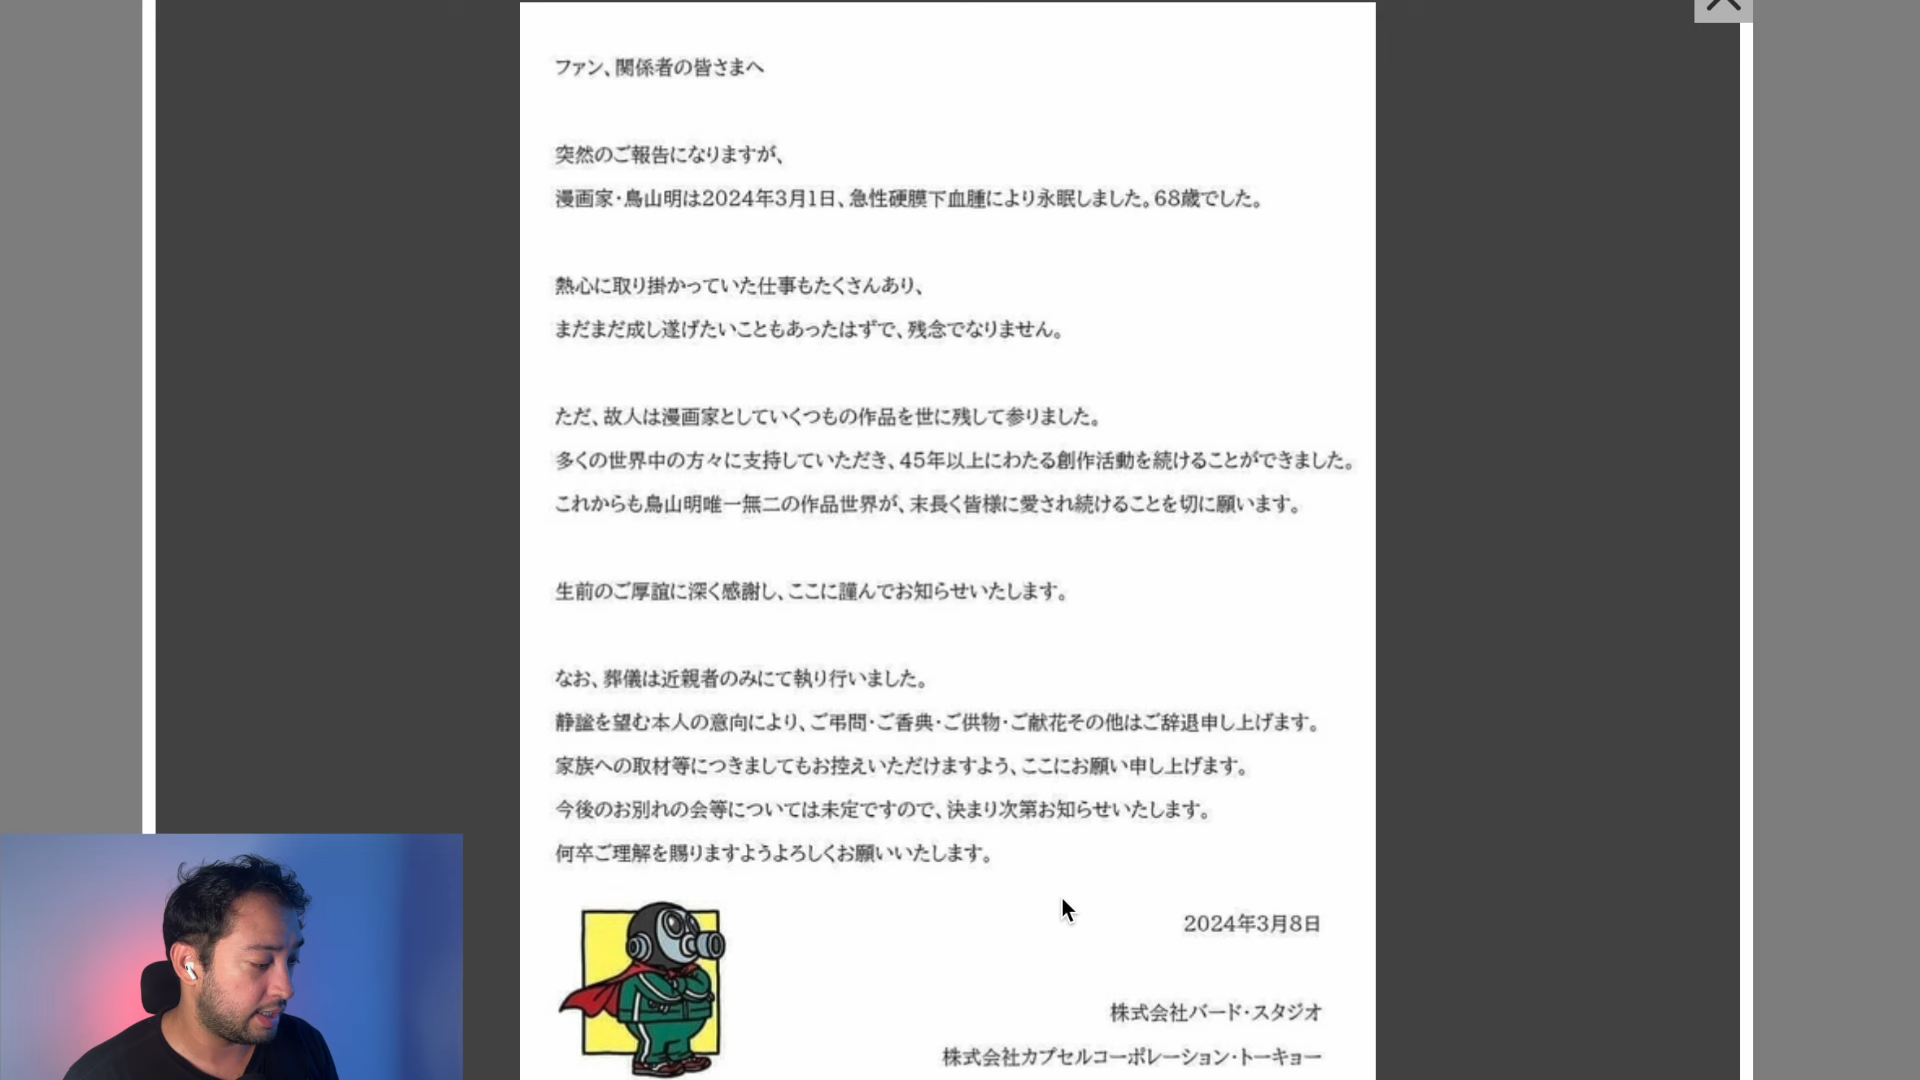 ファン、関係者の皆さまへ
突然のご報告になりますが、
漫画家・鳥山明は2024年3月1日、急性硬膜下血腫により永眠しました。68歳でした。
熱心に取り掛かっていた仕事もたくさんあり、
まだまだ成し遂げたいこともあったはずで、残念でなりません。
ただ、故人は漫画家としていくつもの作品を世に残して参りました。
多くの世界中の方々に支持していただき、45年以上にわたる創作活動を続けることができました。
これからも鳥山明唯一無二の作品世界が、末長く皆様に愛され続けることを切に願います。
生前のご厚誼に深く感謝し、ここに謹んでお知らせいたします。
なお、葬儀は近親者のみにて執り行いました。
静謐を望む本人の意向により、ご弔問・ご香典・ご供物・ご献花その他はご辞退申し上げます。
家族への取材等につきましてもお控えいただけますよう、ここにお願い申し上げます。
今後のお別れの会等については未定ですので、決まり次第お知らせいたします。
何卒ご理解を賜りますようよろしくお願いいたします。
2024年3月8日
株式会社バード・スタジオ
株式会社カプセルコーポレーション・トーキョー